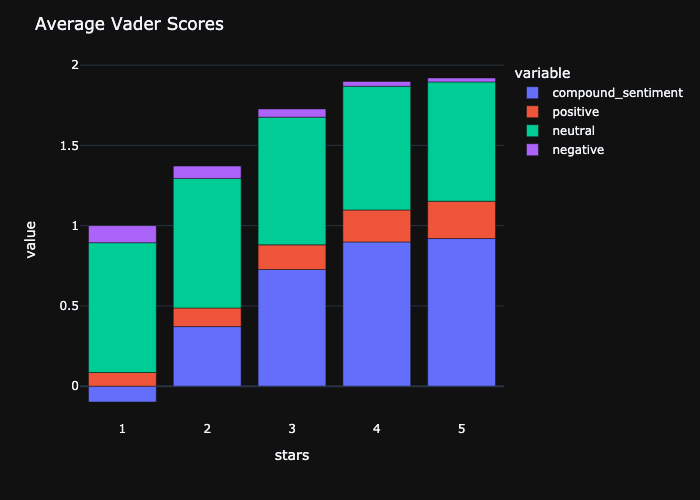 Average Vader Scores
variable
compound_sentiment
positive
neutral
negative
value
2
1.5
1
0.5
0
1 2 3 4 5
stars